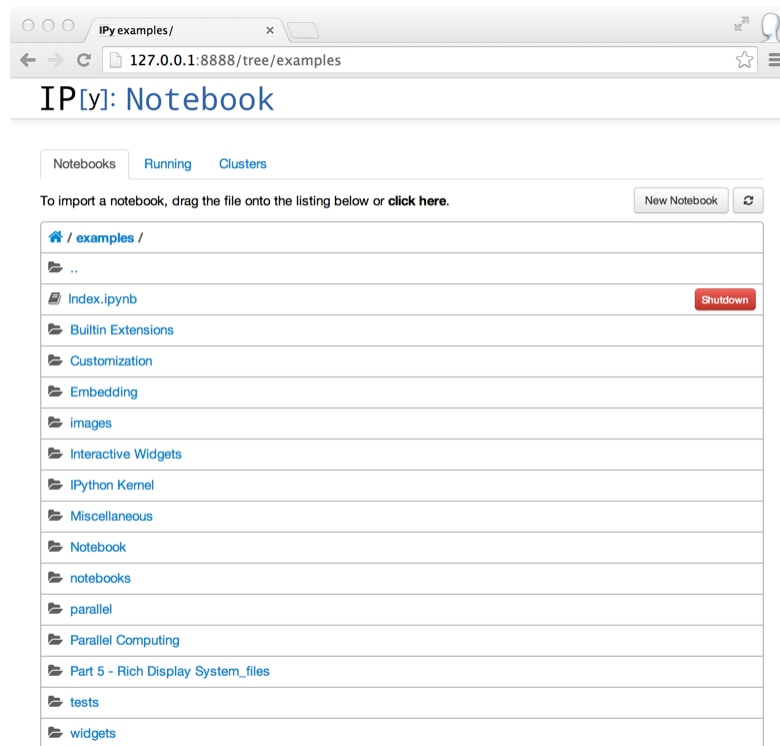 IPy examples/
127.0.0.1:8888/tree/examples
IP[y]: Notebook
Notebooks Running Clusters
To import a notebook, drag the file onto the listing below or click here. New Notebook
/ examples /
..
Index.ipynb Shutdown
Builtin Extensions
Customization
Embedding
images
Interactive Widgets
IPython Kernel
Miscellaneous
Notebook
notebooks
parallel
Parallel Computing
Part 5 - Rich Display System_files
tests
widgets